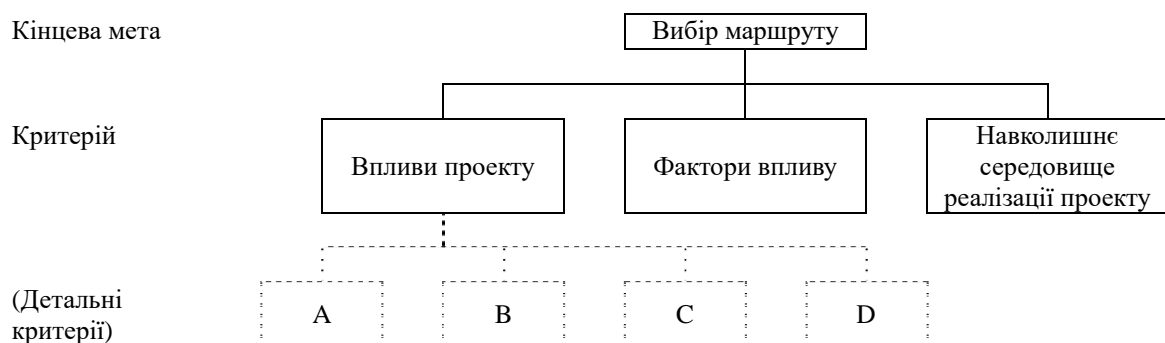 Кінцева мета
Вибір маршруту
Критерій
Впливи проекту
Фактори впливу
Навколишнє
середовище
реалізації проекту
(Детальні
критерії)
A
B
C
D